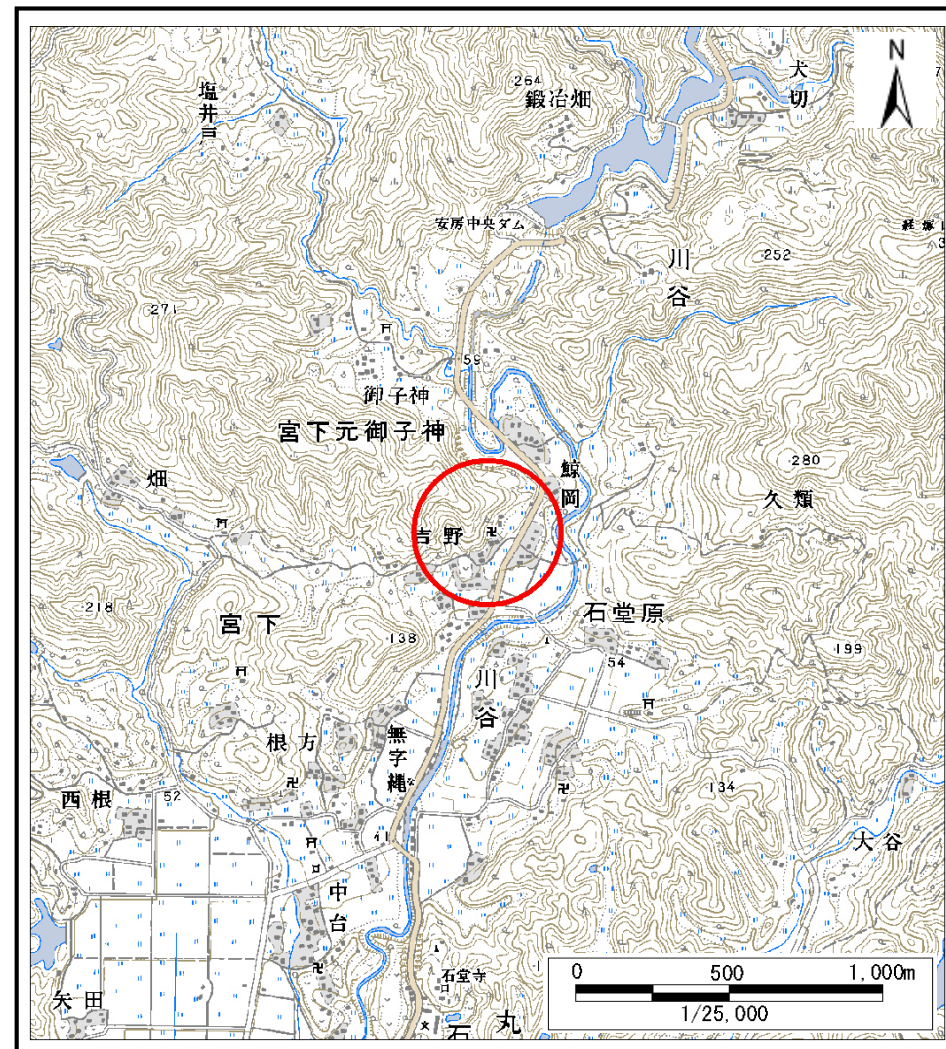 N
264
鍛冶畑
犬切
塩井戸
安房中央ダム
川谷
252
271
59
御子神
宮下元御子神
鯨岡
280
久類
畑
吉野
218
宮下
138
石堂原
54
199
川谷
根方
無字縄
134
西根
52
大谷
41
中台
石堂寺
矢田
石
丸
0 500 1,000m
1/25,000